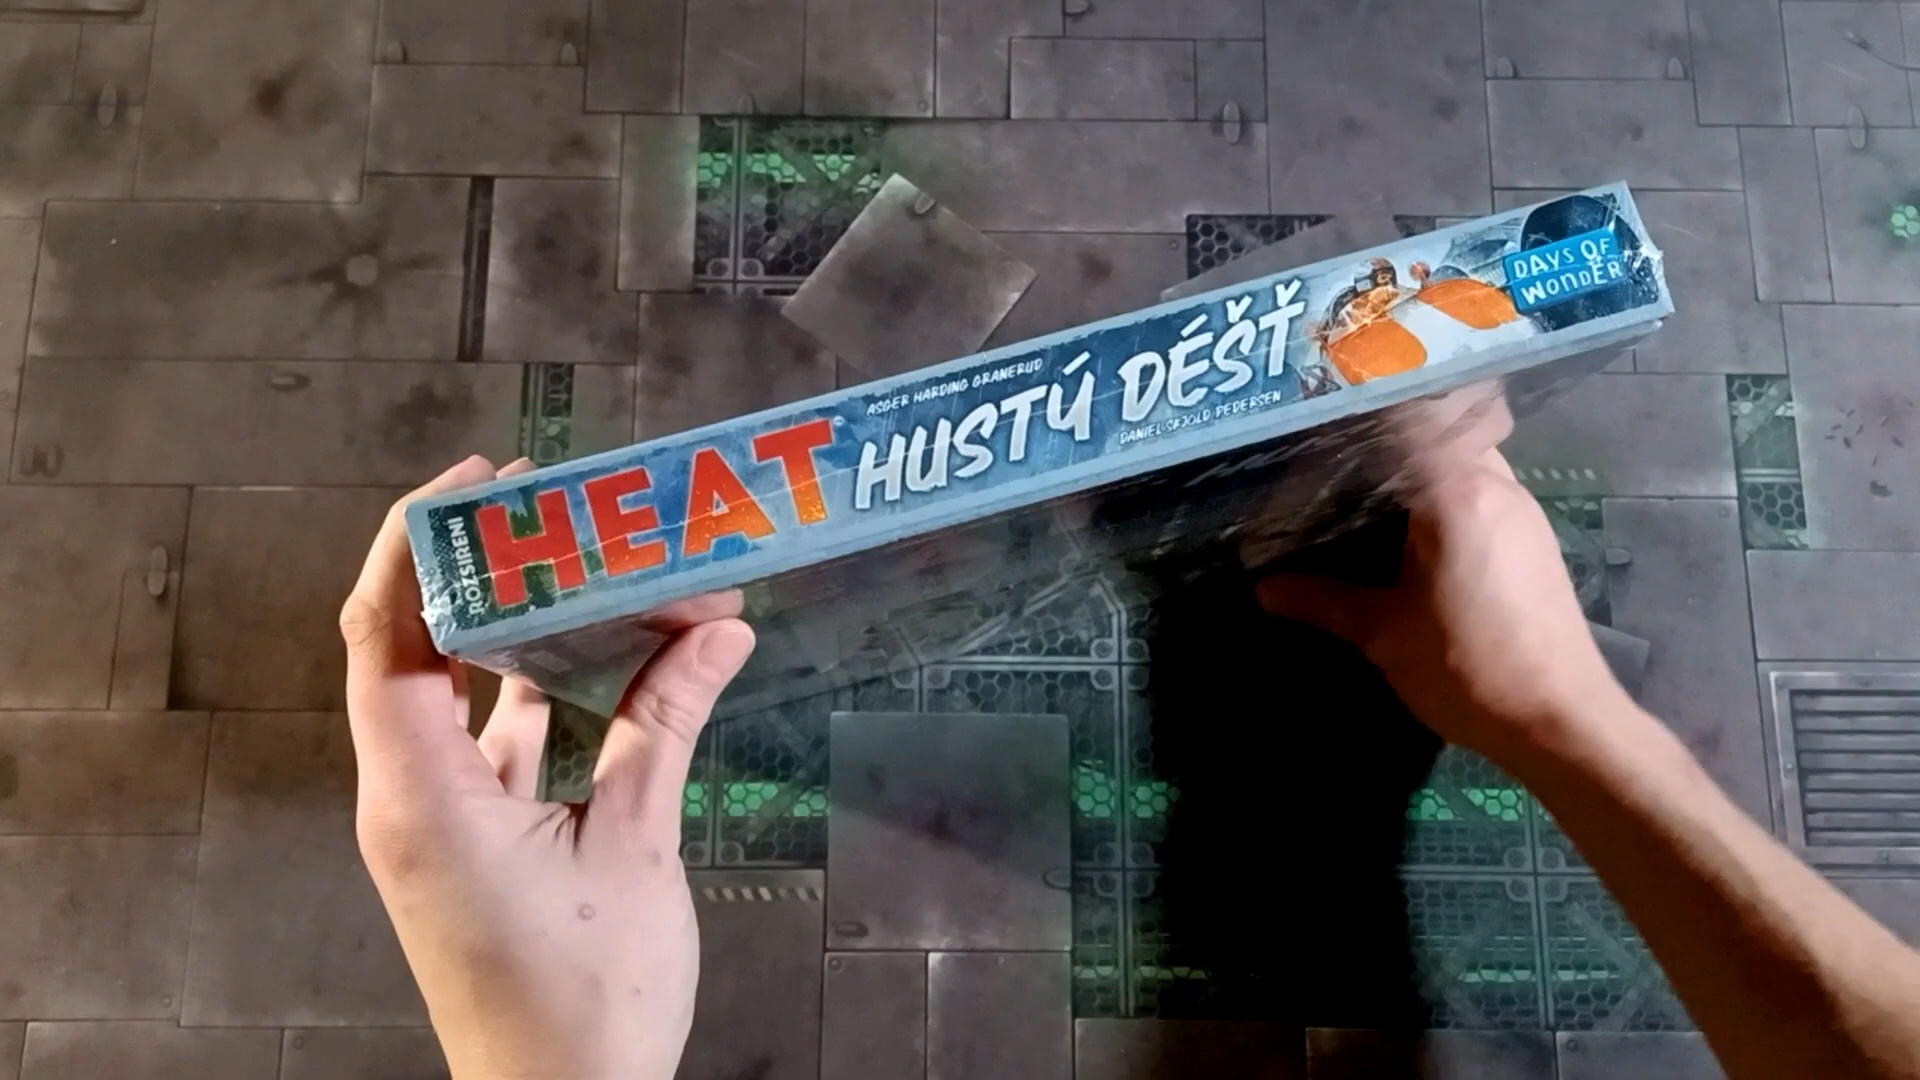 ROZŠÍŘENÍ
HEAT
ASGER HARDING GRANERUD
HUSTÝ DÉŠŤ
DANIEL SKJOLD PEDERSEN
DAYS OF
WONDER